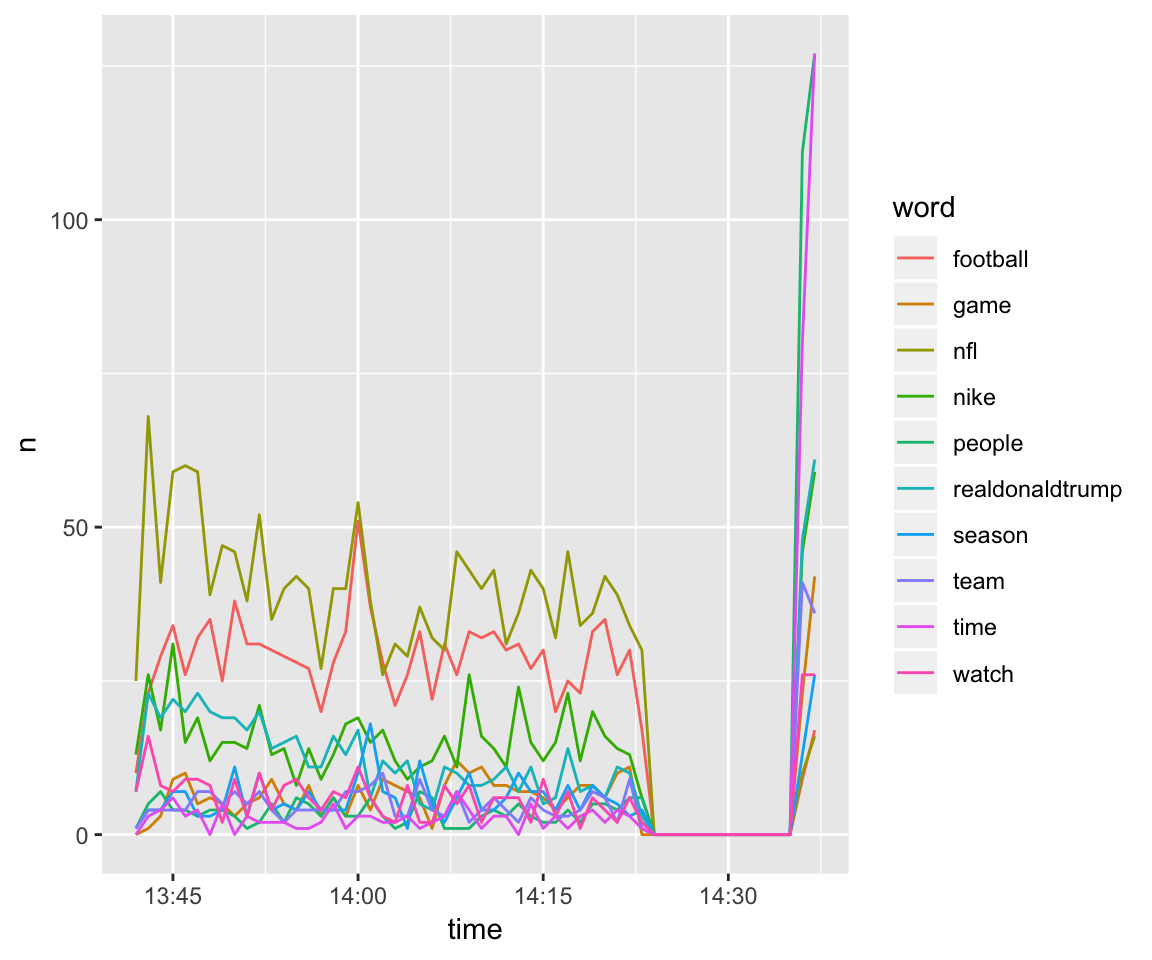 n
100
50
0
13:45 14:00 14:15 14:30
time
word
football
game
nfl
nike
people
realdonaldtrump
season
team
time
watch